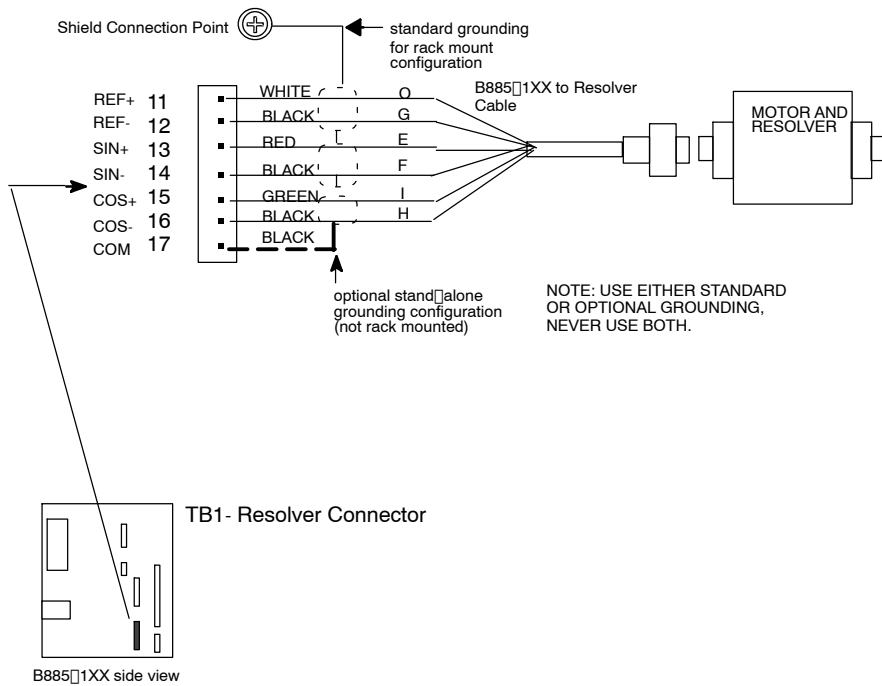 Shield Connection Point
standard grounding
for rack mount
configuration
B885▯1XX to Resolver
Cable
MOTOR AND
RESOLVER
REF+ 11 WHITE O
REF- 12 BLACK G
SIN+ 13 RED E
SIN- 14 BLACK F
COS+ 15 GREEN I
COS- 16 BLACK H
COM 17 BLACK
optional stand▯alone
grounding configuration
(not rack mounted)
NOTE: USE EITHER STANDARD
OR OPTIONAL GROUNDING,
NEVER USE BOTH.
TB1- Resolver Connector
B885▯1XX side view